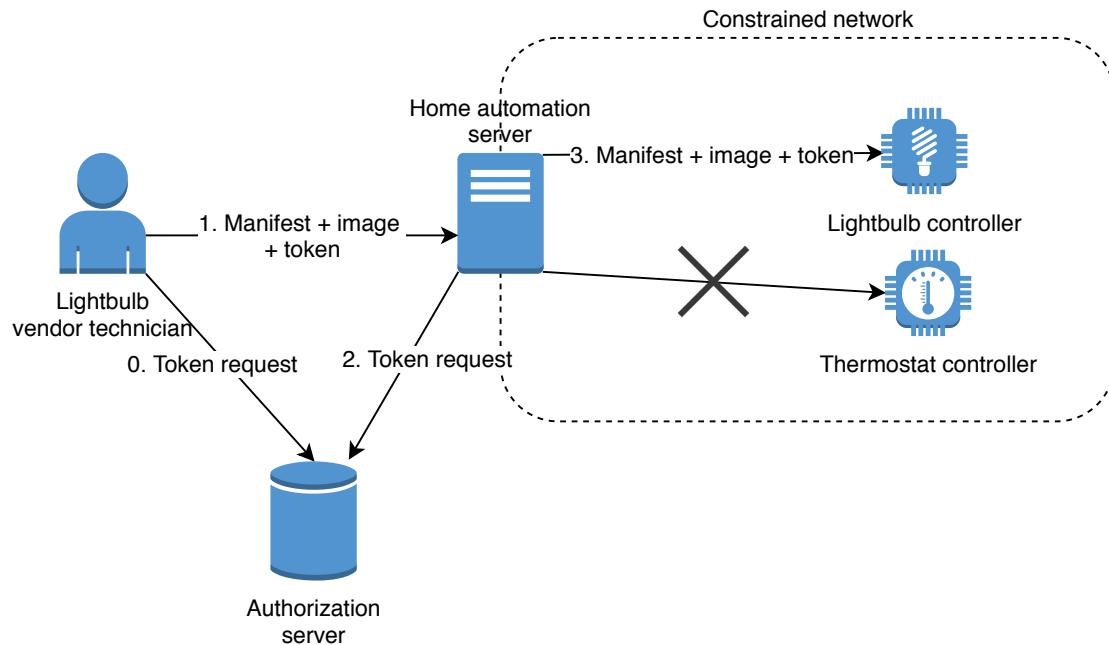 Constrained network
Home automation
server
3. Manifest + image + token
Lightbulb controller
1. Manifest + image
+ token
Lightbulb
vendor technician
0. Token request
2. Token request
Thermostat controller
Authorization
server